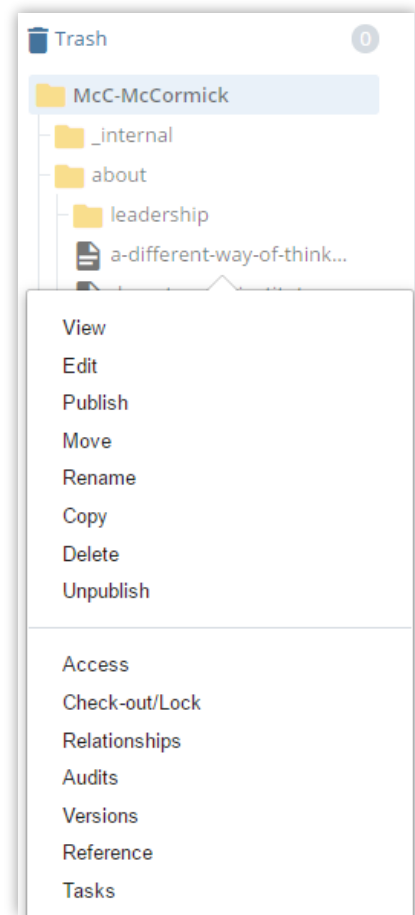 Trash 0
McC-McCormick
_internal
about
leadership
a-different-way-of-think...
View
Edit
Publish
Move
Rename
Copy
Delete
Unpublish
Access
Check-out/Lock
Relationships
Audits
Versions
Reference
Tasks